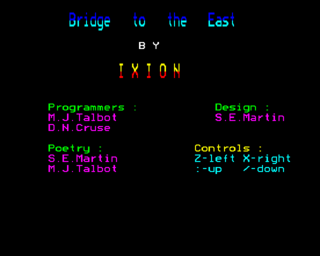 Bridge to the East
BY
IXION
Programmers : Design :
M.J.Talbot S.E.Martin
D.N.Cruse
Poetry : Controls :
S.E.Martin Z-left X-right
M.J.Talbot :-up /-down